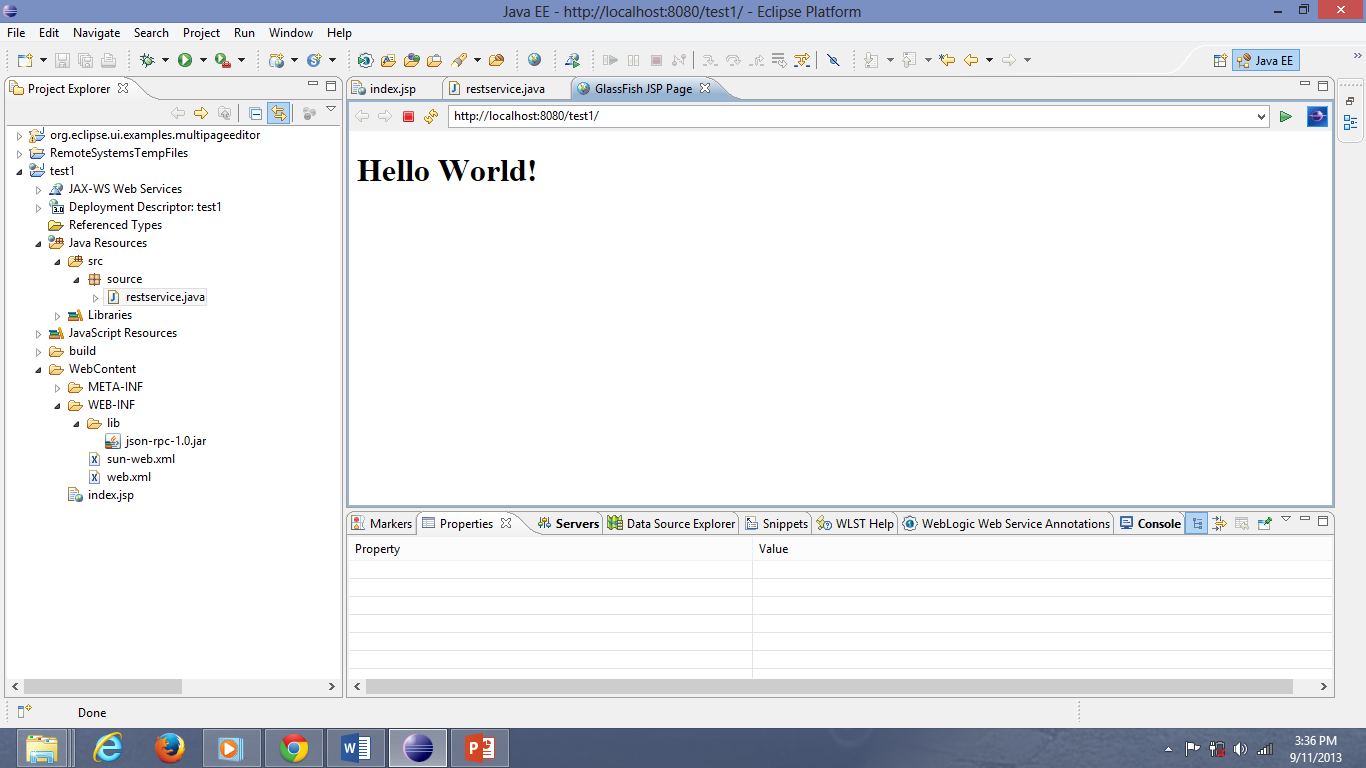 Java EE - http://localhost:8080/test1/ - Eclipse Platform
File Edit Navigate Search Project Run Window Help
Java EE
Project Explorer
org.eclipse.ui.examples.multipageeditor
RemoteSystemsTempFiles
test1
JAX-WS Web Services
Deployment Descriptor: test1
Referenced Types
Java Resources
src
source
restservice.java
Libraries
JavaScript Resources
build
WebContent
META-INF
WEB-INF
lib
json-rpc-1.0.jar
sun-web.xml
web.xml
index.jsp
index.jsp restservice.java GlassFish JSP Page
http://localhost:8080/test1/
Hello World!
Markers Properties Servers Data Source Explorer Snippets WLST Help WebLogic Web Service Annotations Console
Property Value
Done
3:36 PM
9/11/2013